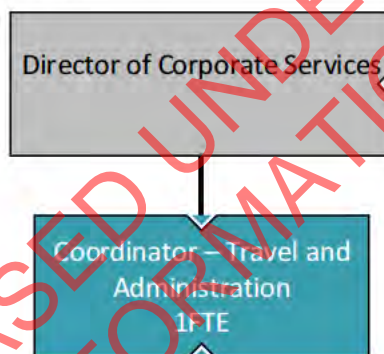 Director of Corporate Services
Coordinator – Travel and
Administration
1FTE